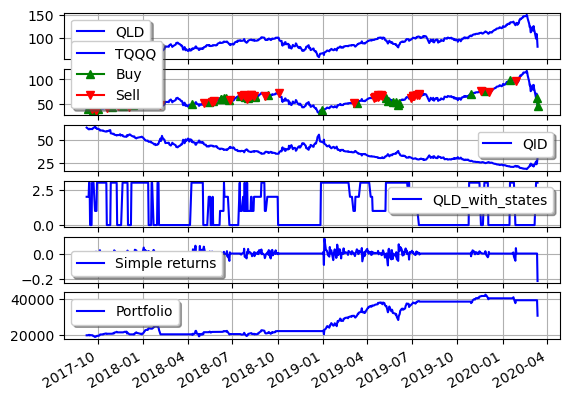 150
100
QLD
TQQQ
Buy
Sell
100
50
50
25
QID
2.5
0.0
QLD_with_states
0.0
−0.2
Simple returns
40000
20000
Portfolio
2017-10
2018-01
2018-04
2018-07
2018-10
2019-01
2019-04
2019-07
2019-10
2020-01
2020-04